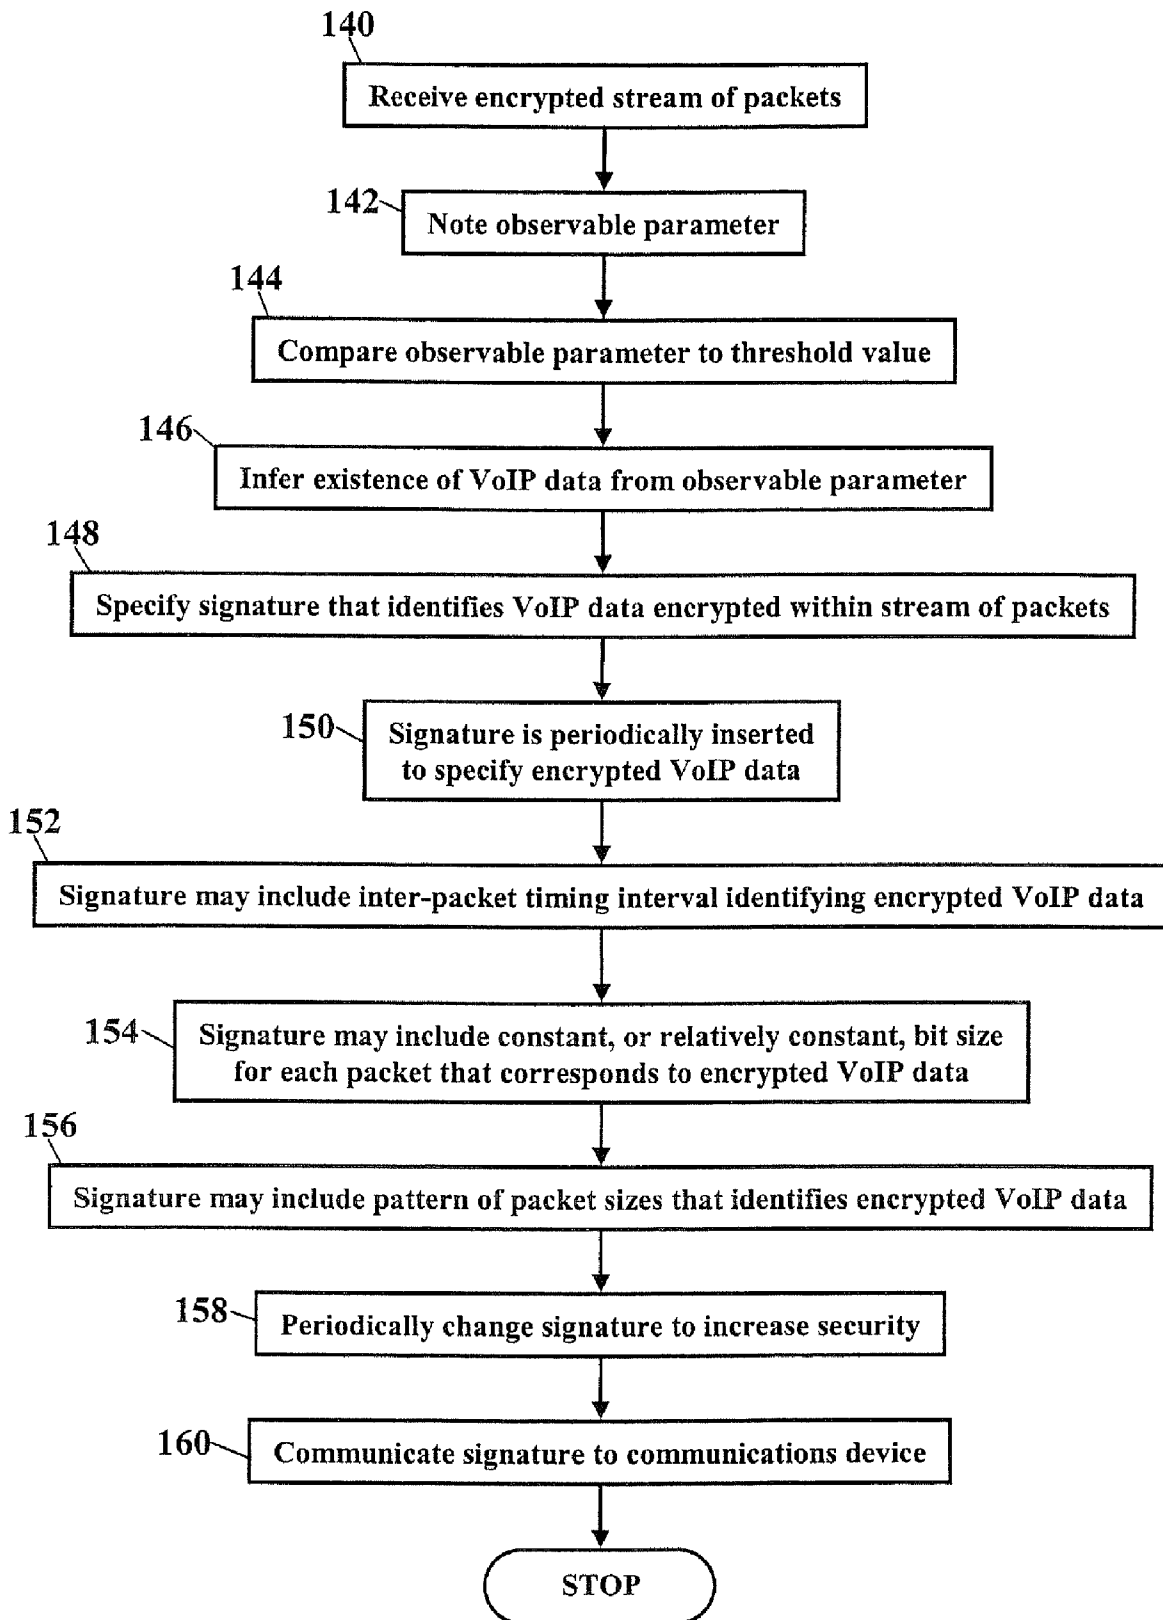 140
Receive encrypted stream of packets
142
Note observable parameter
144
Compare observable parameter to threshold value
146
Infer existence of VoIP data from observable parameter
148
Specify signature that identifies VoIP data encrypted within stream of packets
150
Signature is periodically inserted
to specify encrypted VoIP data
152
Signature may include inter-packet timing interval identifying encrypted VoIP data
154
Signature may include constant, or relatively constant, bit size
for each packet that corresponds to encrypted VoIP data
156
Signature may include pattern of packet sizes that identifies encrypted VoIP data
158
Periodically change signature to increase security
160
Communicate signature to communications device
STOP